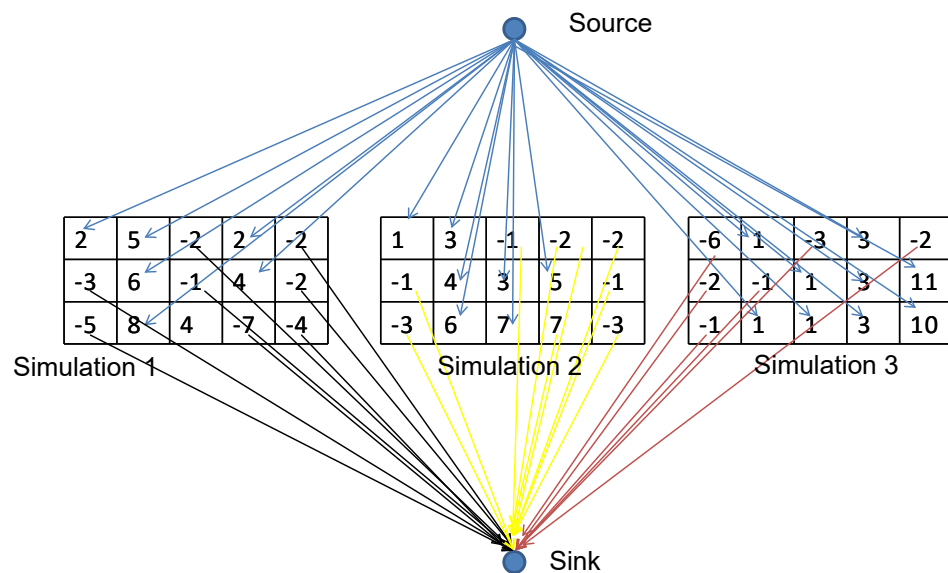 Source
2 5 -2 2 -2
-3 6 -1 4 -2
-5 8 4 -7 -4
Simulation 1
1 3 -1 -2 -2
-1 4 3 5 -1
-3 6 7 7 -3
Simulation 2
-6 1 -3 3 -2
-2 -1 1 3 11
-1 1 1 3 10
Simulation 3
Sink